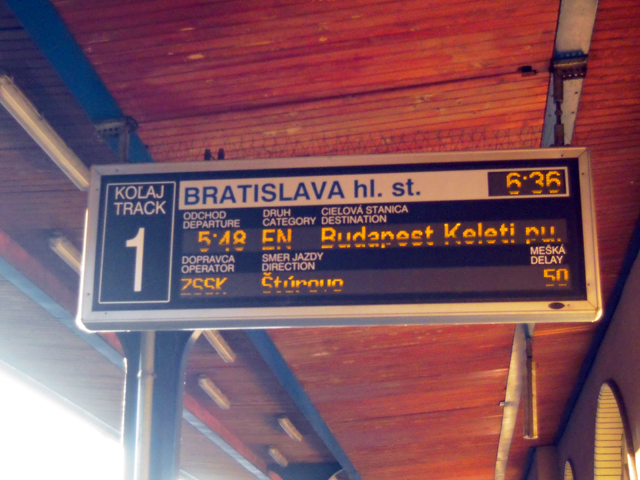 KOĽAJ
TRACK
1
BRATISLAVA hl. st.
6:36
ODCHOD
DEPARTURE
DRUH
CATEGORY
CIEĽOVÁ STANICA
DESTINATION
5:48 EN Budapest Keleti pu.
DOPRAVCA
OPERATOR
SMER JAZDY
DIRECTION
MEŠKÁ
DELAY
ZSSK Štúrovo 50